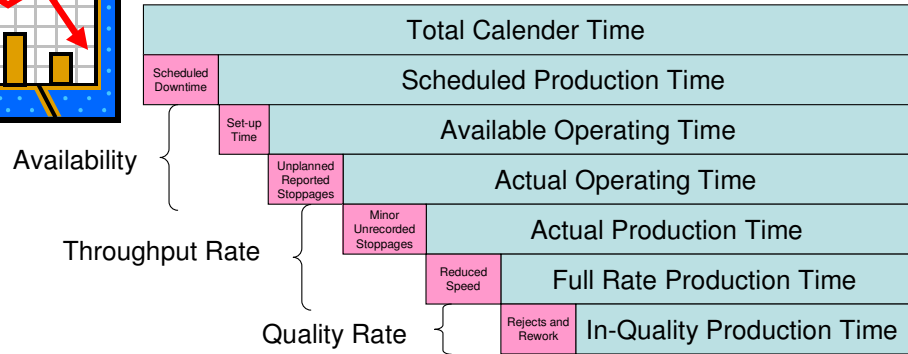 Total Calender Time
Scheduled
Downtime
Scheduled Production Time
Set-up
Time
Available Operating Time
Availability
Unplanned
Reported
Stoppages
Actual Operating Time
Minor
Unrecorded
Stoppages
Actual Production Time
Throughput Rate
Reduced
Speed
Full Rate Production Time
Quality Rate
Rejects and
Rework
In-Quality Production Time